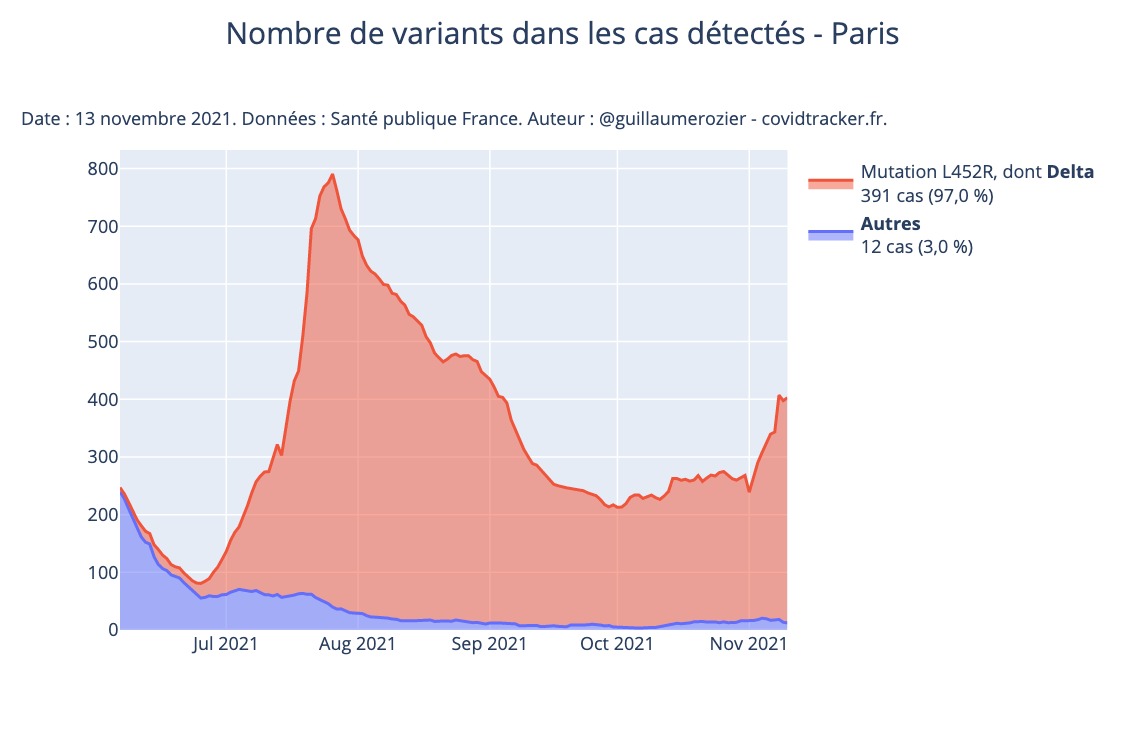 Nombre de variants dans les cas détectés - Paris
Date : 13 novembre 2021. Données : Santé publique France. Auteur : @guillaumerozier - covidtracker.fr.
800
700
600
500
400
300
200
100
0
Jul 2021 Aug 2021 Sep 2021 Oct 2021 Nov 2021
Mutation L452R, dont Delta
391 cas (97,0 %)
Autres
12 cas (3,0 %)